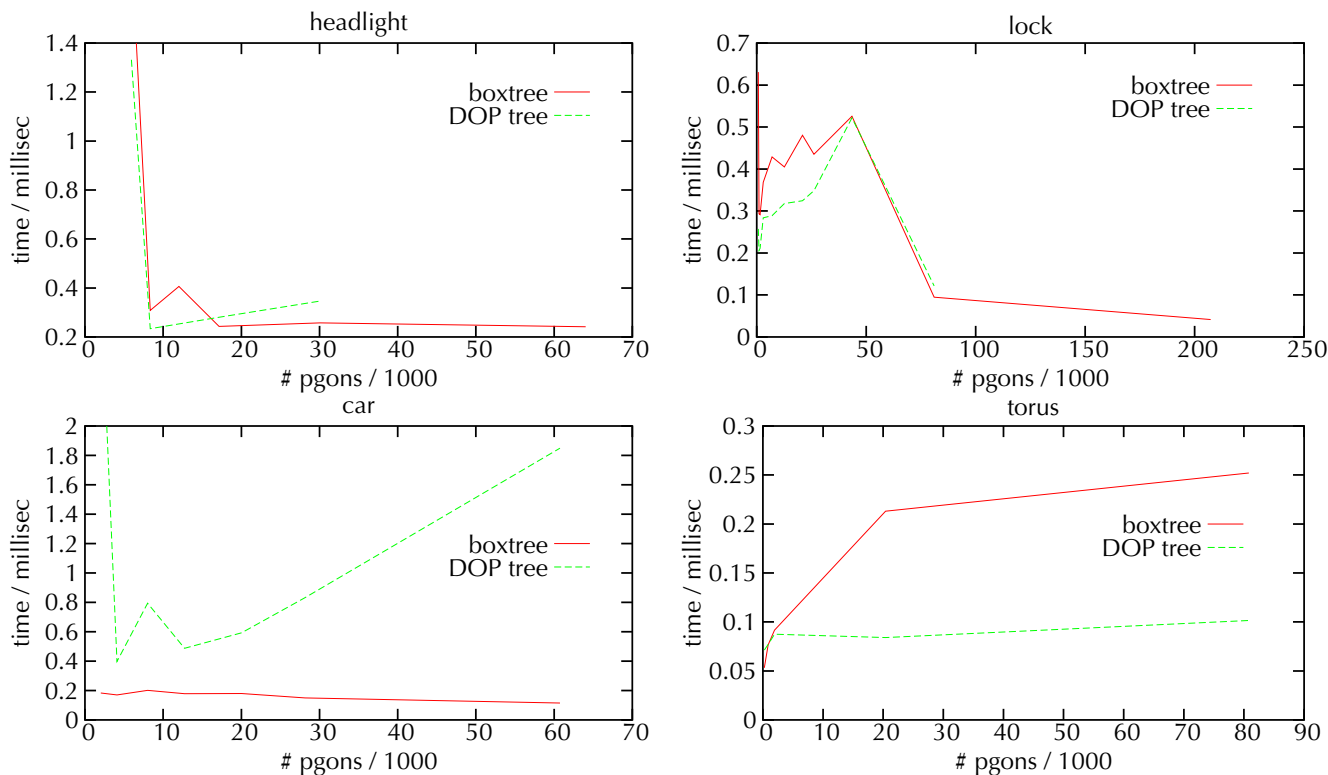 headlight
1.4
1.2
1
0.8
0.6
0.4
0.2
time / millisec
boxtree
DOP tree
0 10 20 30 40 50 60 70
# pgons / 1000
lock
0.7
0.6
0.5
0.4
0.3
0.2
0.1
0
time / millisec
boxtree
DOP tree
0 50 100 150 200 250
# pgons / 1000
car
2
1.8
1.6
1.4
1.2
1
0.8
0.6
0.4
0.2
0
time / millisec
boxtree
DOP tree
0 10 20 30 40 50 60 70
# pgons / 1000
torus
0.3
0.25
0.2
0.15
0.1
0.05
0
time / millisec
boxtree
DOP tree
0 10 20 30 40 50 60 70 80 90
# pgons / 1000